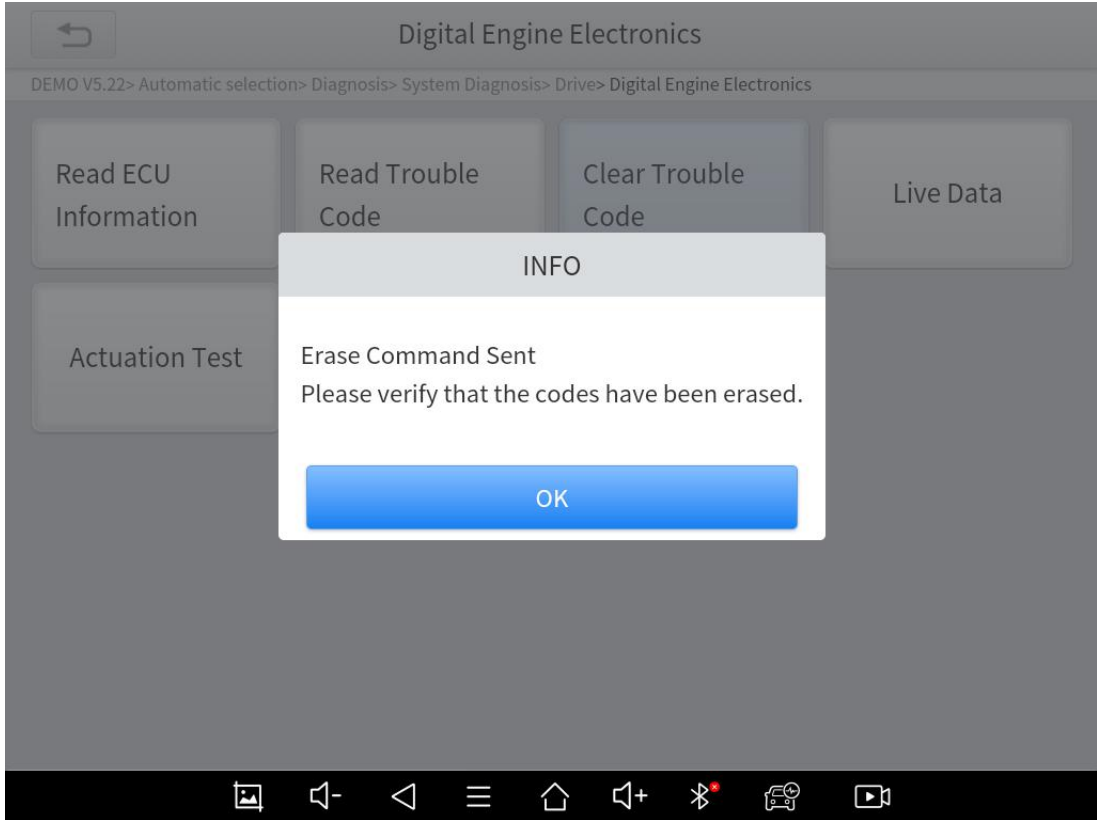 Digital Engine Electronics
DEMO V5.22> Automatic selection> Diagnosis> System Diagnosis> Drive> Digital Engine Electronics
Read ECU
Information
Read Trouble
Code
Clear Trouble
Code
Live Data
INFO
Actuation Test
Erase Command Sent
Please verify that the codes have been erased.
OK